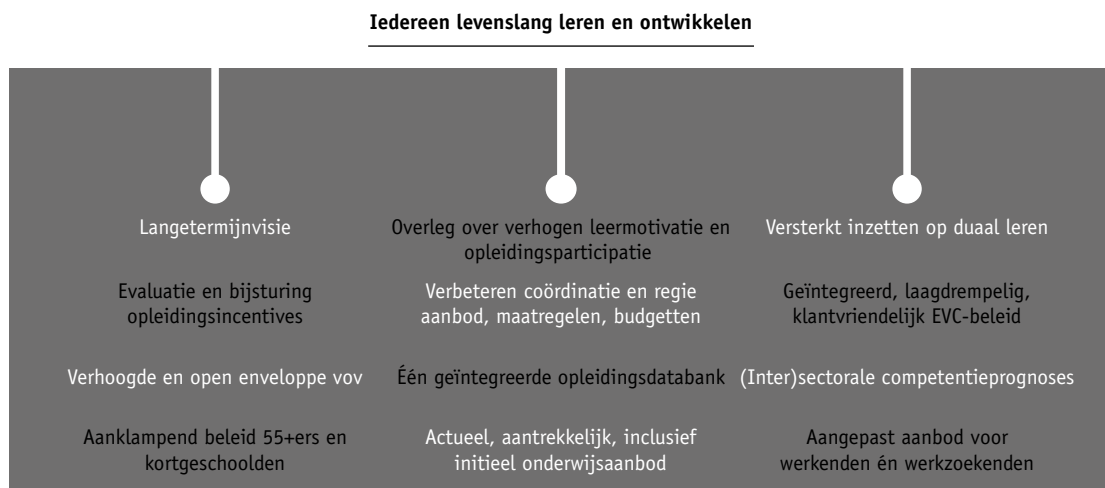 Iedereen levenslang leren en ontwikkelen
Langetermijnvisie
Evaluatie en bijsturing
opleidingsincentives
Verhoogde en open enveloppe vov
Aanklampend beleid 55+ers en
kortgeschoolden
Overleg over verhogen leermotivatie en
opleidingsparticipatie
Verbeteren coördinatie en regie
aanbod, maatregelen, budgetten
Één geïntegreerde opleidingsdatabank
Actueel, aantrekkelijk, inclusief
initieel onderwijsaanbod
Versterkt inzetten op duaal leren
Geïntegreerd, laagdrempelig,
klantvriendelijk EVC-beleid
(Inter)sectorale competentieprognoses
Aangepast aanbod voor
werkenden én werkzoekenden